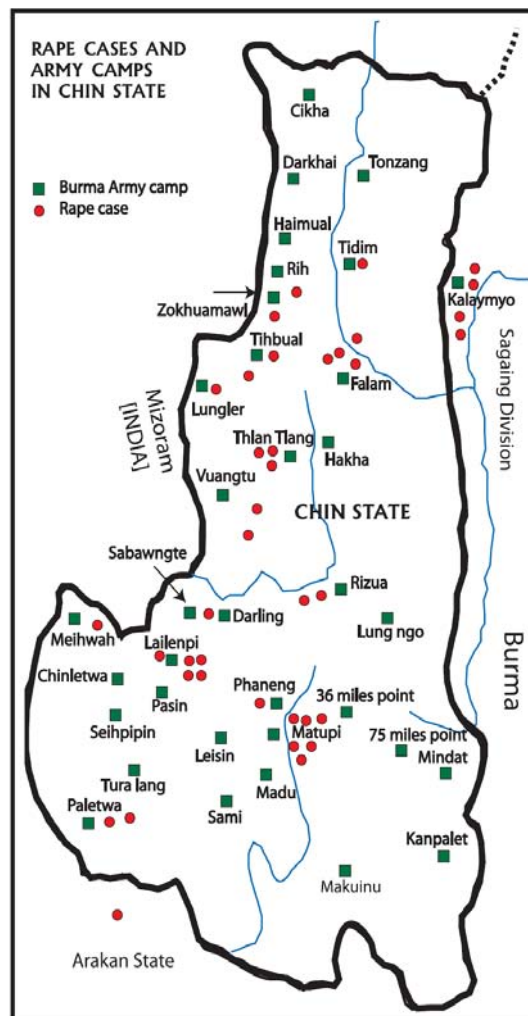 RAPE CASES AND
ARMY CAMPS
IN CHIN STATE
Burma Army camp
Rape case
Cikha
Darkhai
Tonzang
Haimual
Tidim
Rih
Kalaymyo
Zokhuamawl
Tihbual
Falam
Lungler
Mizoram
[INDIA]
Sagaing Division
Thlan Tlang
Hakha
Vuangtu
CHIN STATE
Sabawngte
Rizua
Darling
Lung ngo
Meihwah
Lailenpi
Burma
Chinletwa
Pasin
Phaneng
36 miles point
Seihpipin
Matupi
75 miles point
Leisin
Mindat
Tura lang
Madu
Paletwa
Sami
Kanpalet
Makuinu
Arakan State